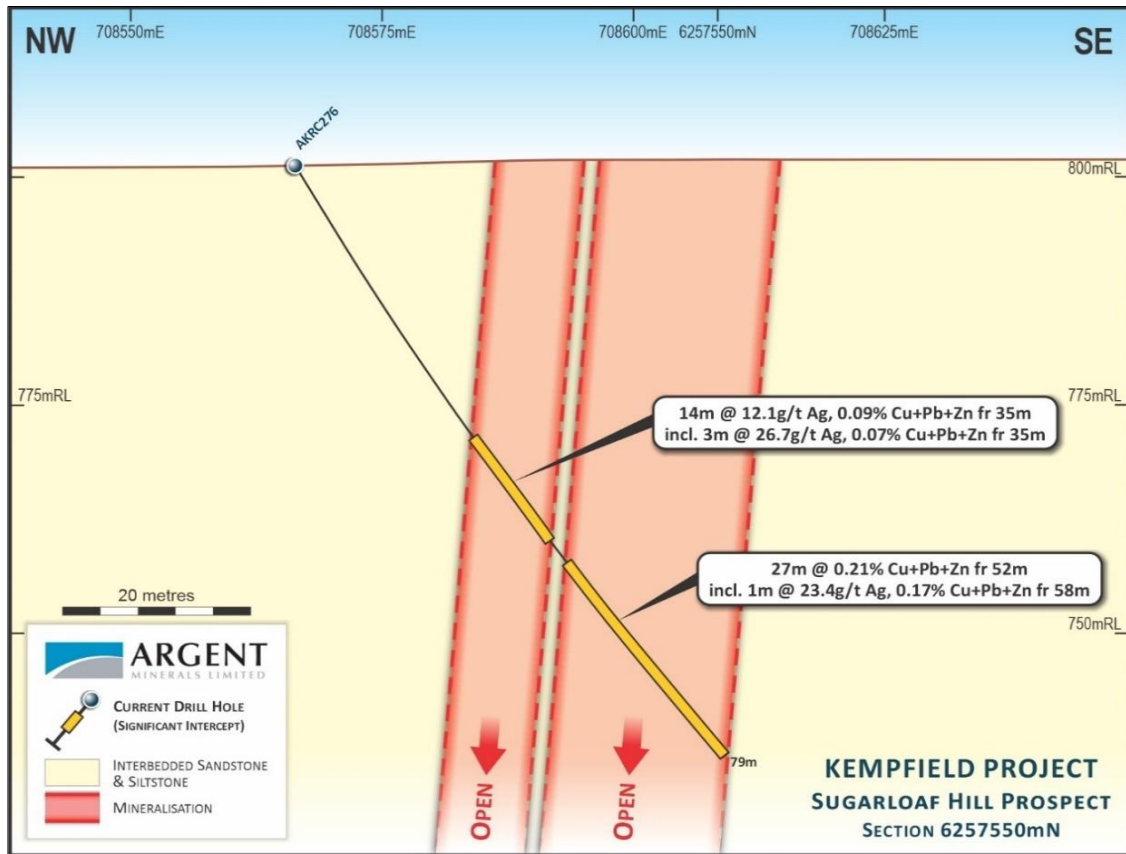 NW
708550mE
708575mE
708600mE
6257550mN
708625mE
SE
AKRC276
800mRL
775mRL
775mRL
14m @ 12.1g/t Ag, 0.09% Cu+Pb+Zn fr 35m
incl. 3m @ 26.7g/t Ag, 0.07% Cu+Pb+Zn fr 35m
27m @ 0.21% Cu+Pb+Zn fr 52m
incl. 1m @ 23.4g/t Ag, 0.17% Cu+Pb+Zn fr 58m
20 metres
750mRL
ARGENT
MINERALS LIMITED
CURRENT DRILL HOLE
(SIGNIFICANT INTERCEPT)
INTERBEDDED SANDSTONE
& SILTSTONE
MINERALISATION
OPEN
OPEN
79m
KEMPFIELD PROJECT
SUGARLOAF HILL PROSPECT
SECTION 6257550mN